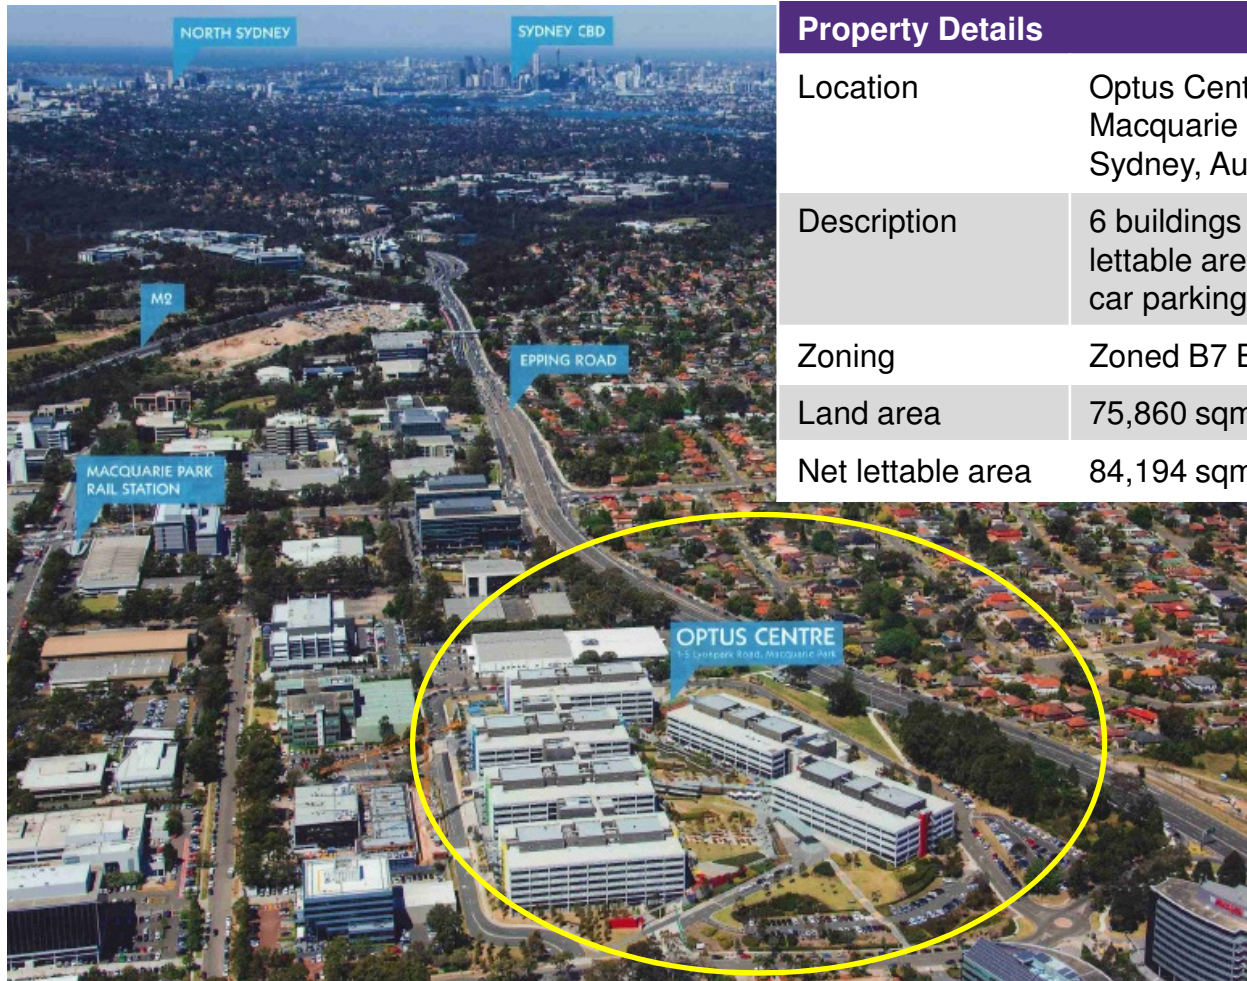 NORTH SYDNEY
SYDNEY CBD
M2
EPPING ROAD
MACQUARIE PARK
RAIL STATION
OPTUS CENTRE
1-5 Lyonpark Road, Macquarie Park
Property Details
Location
Optus Cent
Macquarie
Sydney, Au
Description
6 buildings
lettable are
car parking
Zoning
Zoned B7 E
Land area
75,860 sqm
Net lettable area
84,194 sqm